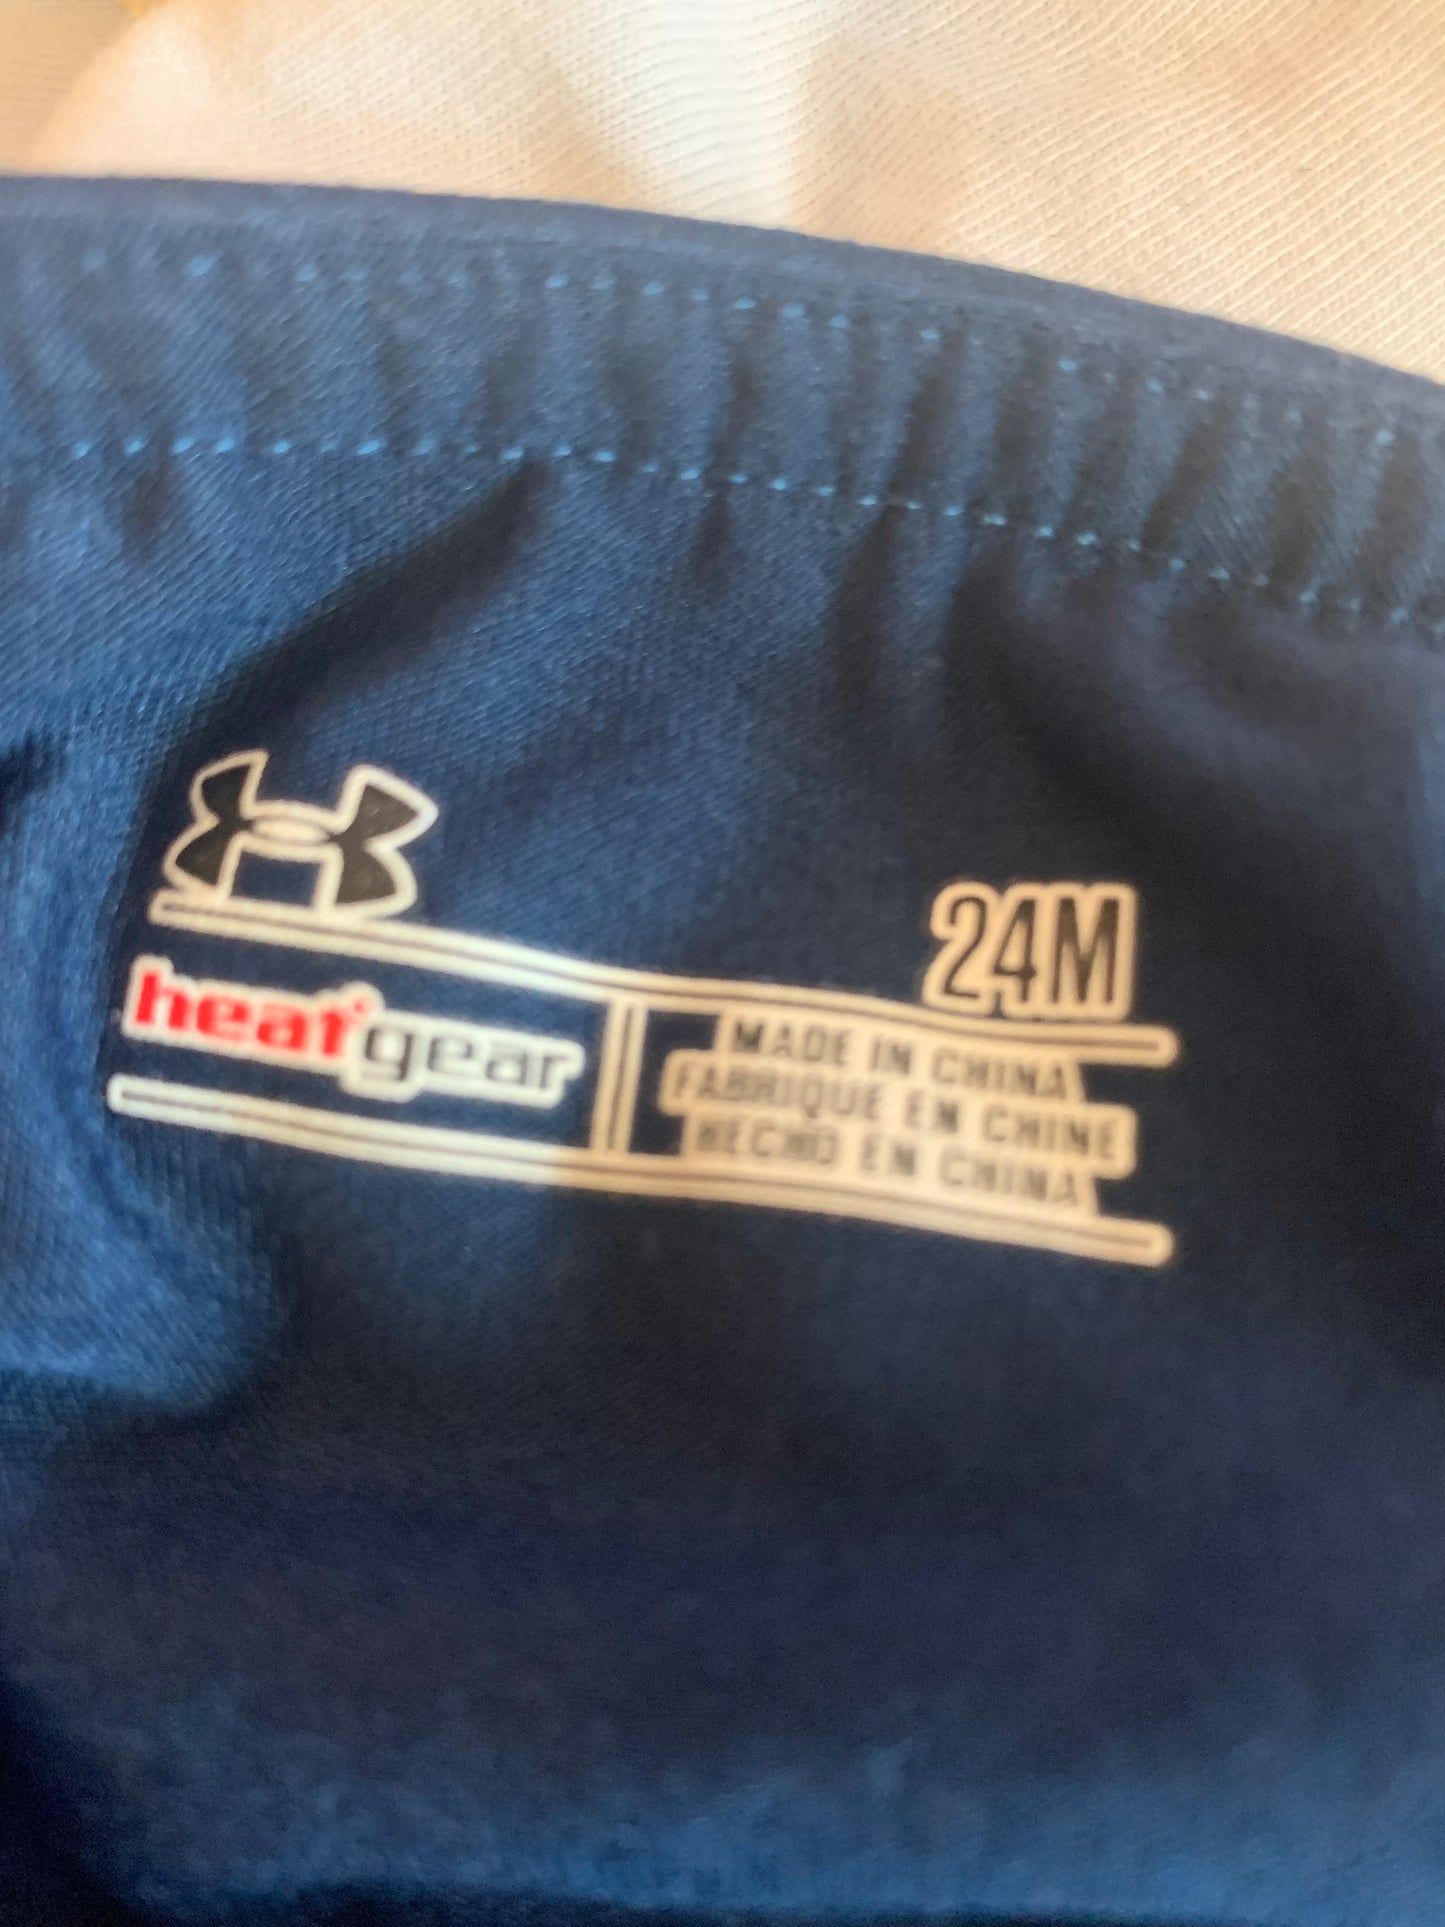 24M
heatgear
MADE IN CHINA
FABRIQUE EN CHINE
HECHO EN CHINA